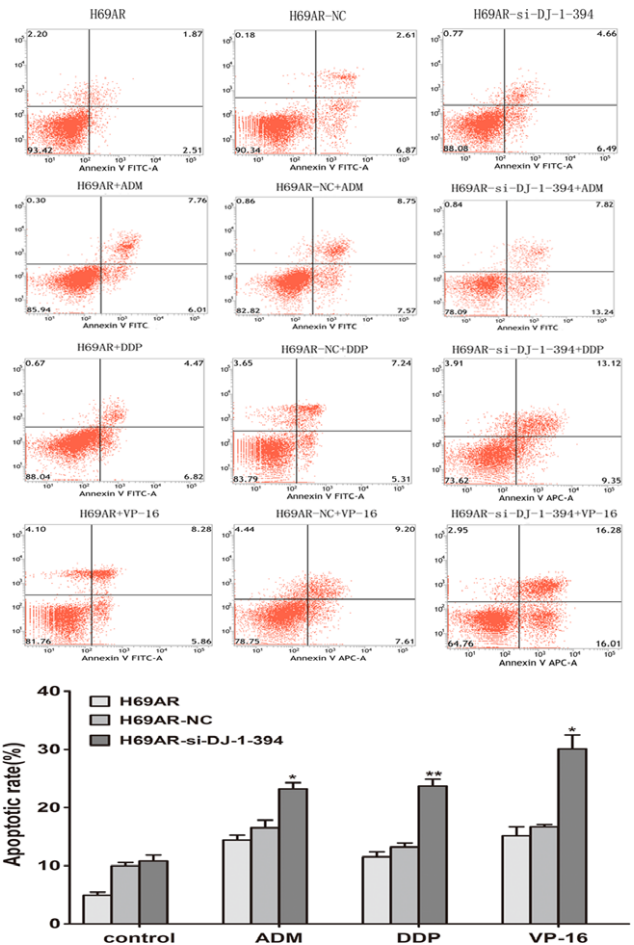 H69AR H69AR-NC H69AR-si-DJ-1-394
2.20 1.87 0.18 2.61 0.77 4.66
93.42 2.51 90.34 6.87 88.08 6.49
Annexin V FITC-A Annexin V FITC-A Annexin V FITC-A
H69AR+ADM H69AR-NC+ADM H69AR-si-DJ-1-394+ADM
0.30 7.76 0.86 8.75 0.84 7.82
85.94 6.01 82.82 7.57 78.09 13.24
Annexin V FITC Annexin V FITC Annexin V FITC
H69AR+DDP H69AR-NC+DDP H69AR-si-DJ-1-394+DDP
0.67 4.47 3.65 7.24 3.91 13.12
88.04 6.82 83.79 5.31 73.62 9.35
Annexin V FITC Annexin V FITC-A Annexin V APC-A
H69AR+VP-16 H69AR-NC+VP-16 H69AR-si-DJ-1-394+VP-16
4.10 8.28 4.44 9.20 2.95 16.28
81.76 5.86 78.75 7.61 64.76 16.01
Annexin V FITC-A Annexin V APC-A Annexin V APC-A
Apoptotic rate(%)
40
30
20
10
0
H69AR
H69AR-NC
H69AR-si-DJ-1-394
* ** *
control ADM DDP VP-16